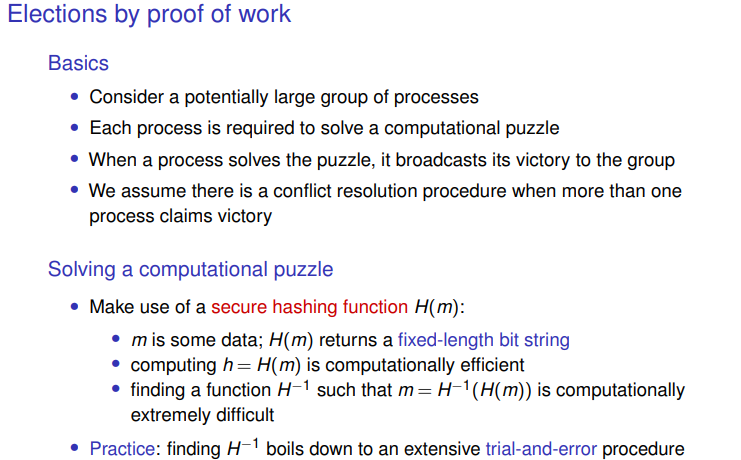 Elections by proof of work
Basics
• Consider a potentially large group of processes
• Each process is required to solve a computational puzzle
• When a process solves the puzzle, it broadcasts its victory to the group
• We assume there is a conflict resolution procedure when more than one
process claims victory
Solving a computational puzzle
• Make use of a secure hashing function H(m):
• m is some data; H(m) returns a fixed-length bit string
• computing h = H(m) is computationally efficient
• finding a function H⁻¹ such that m = H⁻¹(H(m)) is computationally
extremely difficult
• Practice: finding H⁻¹ boils down to an extensive trial-and-error procedure